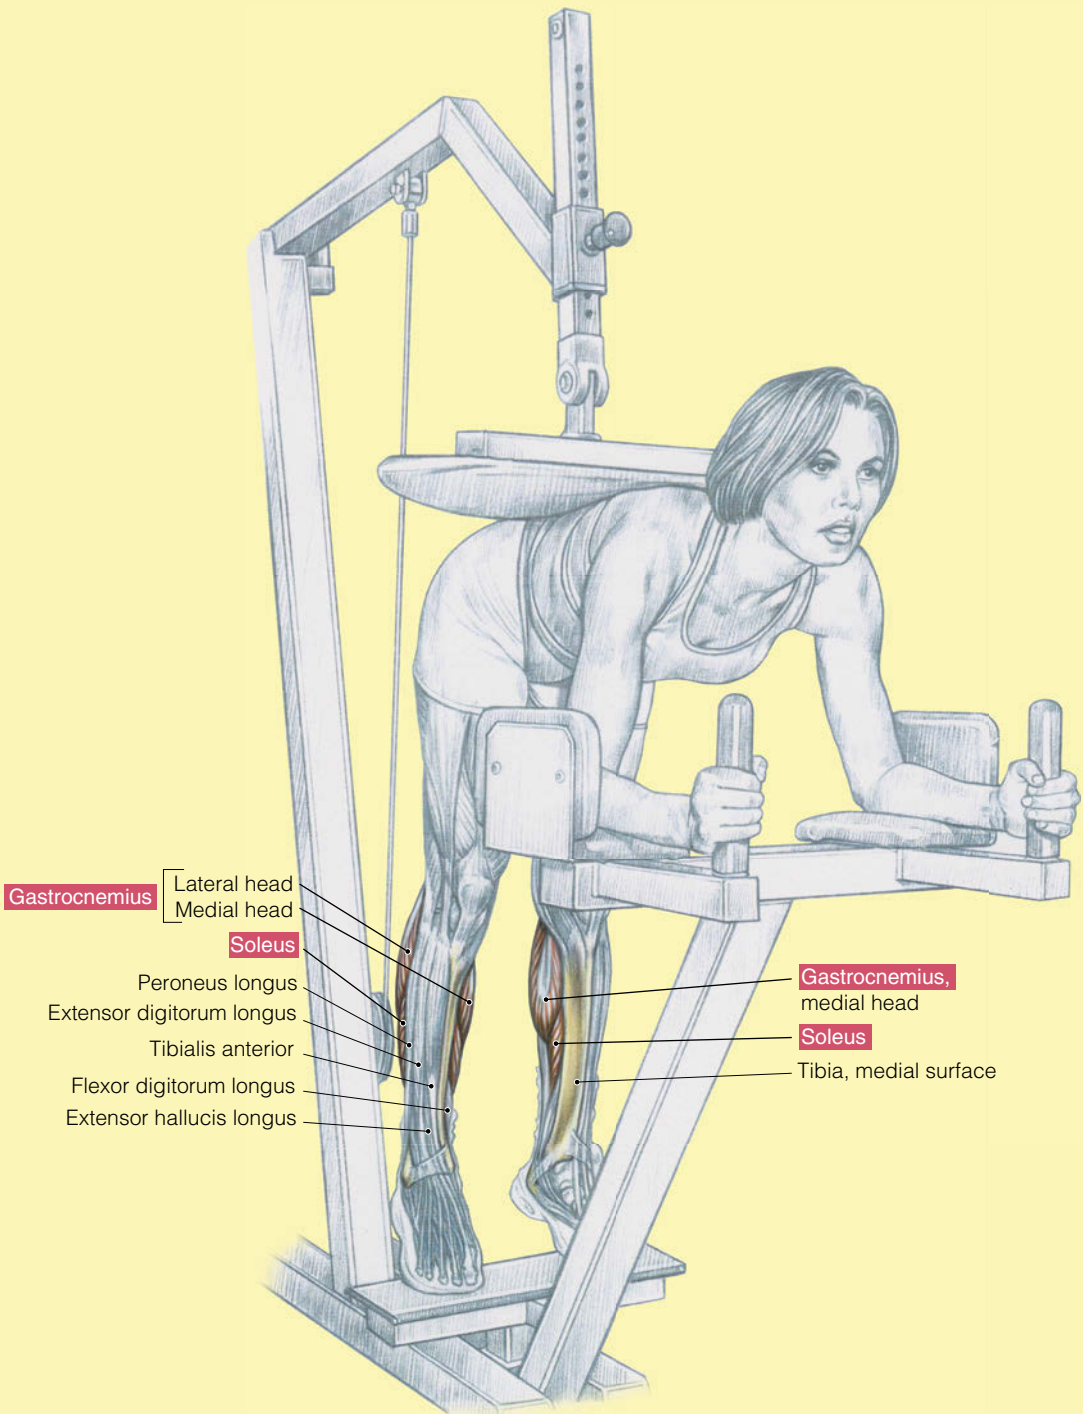 Gastrocnemius
Lateral head
Medial head
Soleus
Peroneus longus
Extensor digitorum longus
Tibialis anterior
Flexor digitorum longus
Extensor hallucis longus
Gastrocnemius,
medial head
Soleus
Tibia, medial surface